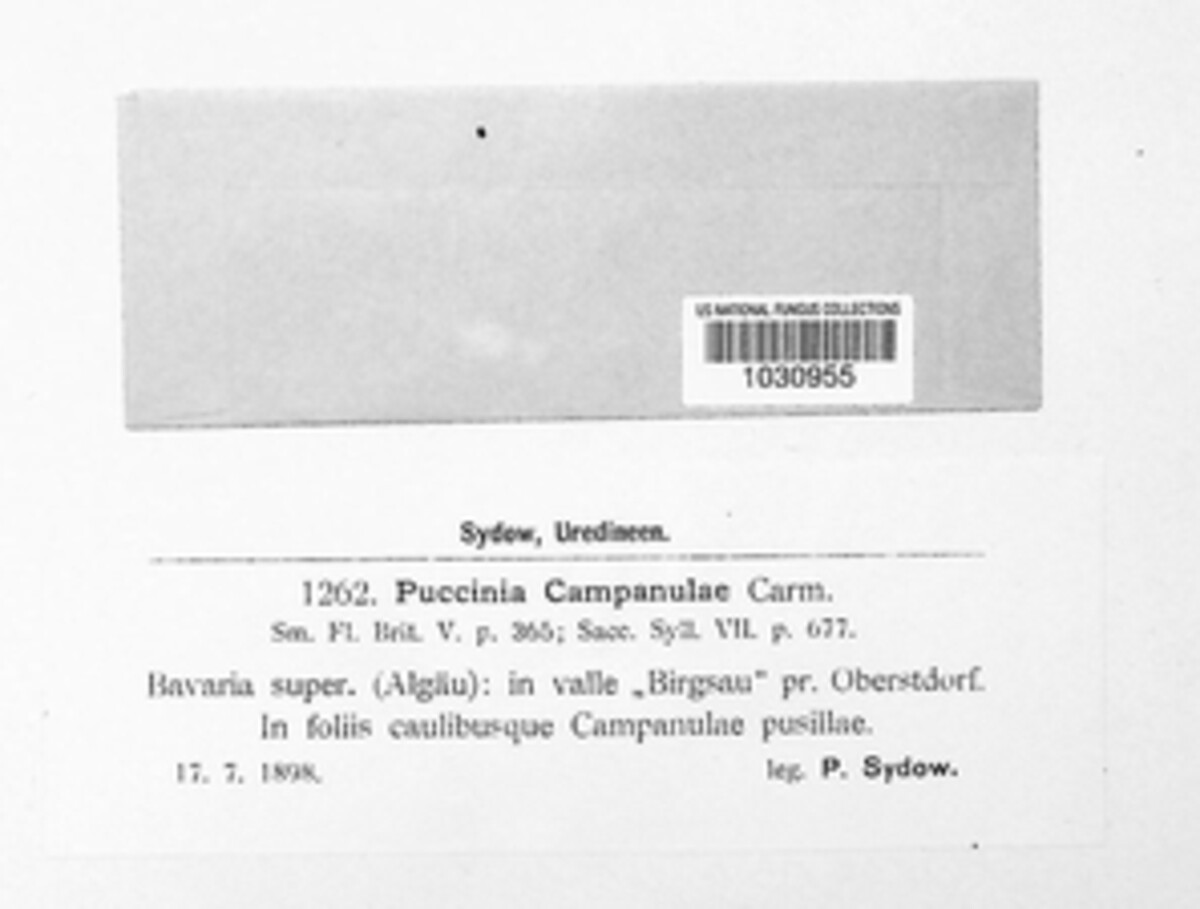 US NATIONAL FUNGUS COLLECTIONS
1030955
Sydow, Uredineen.
1262. Puccinia Campanulae Carm.
Sm. Fl. Brit. V. p. 365; Sacc. Syll. VII. p. 677.
Bavaria super. (Algäu): in valle „Birgsau" pr. Oberstdorf.
In foliis caulibusque Campanulae pusillae.
17. 7. 1898.
leg. P. Sydow.